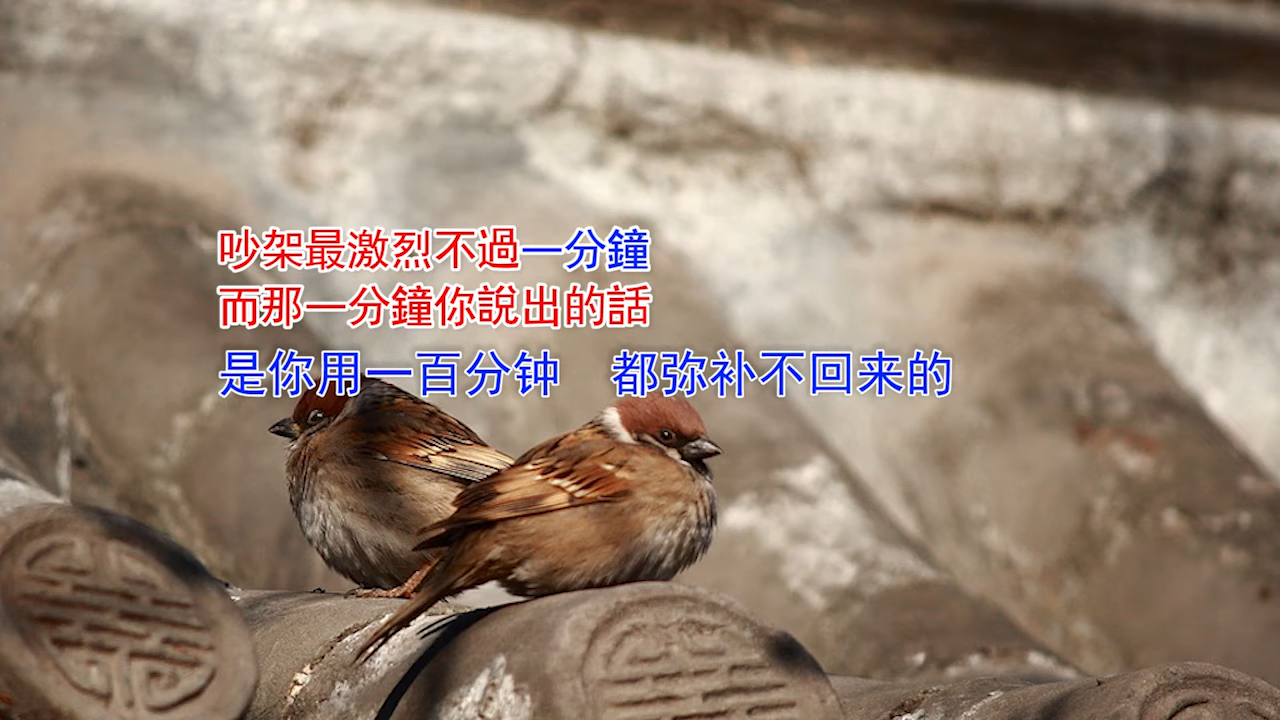 吵架最激烈不過一分鐘
而那一分鐘你說出的話
是你用一百分钟　都弥补不回来的